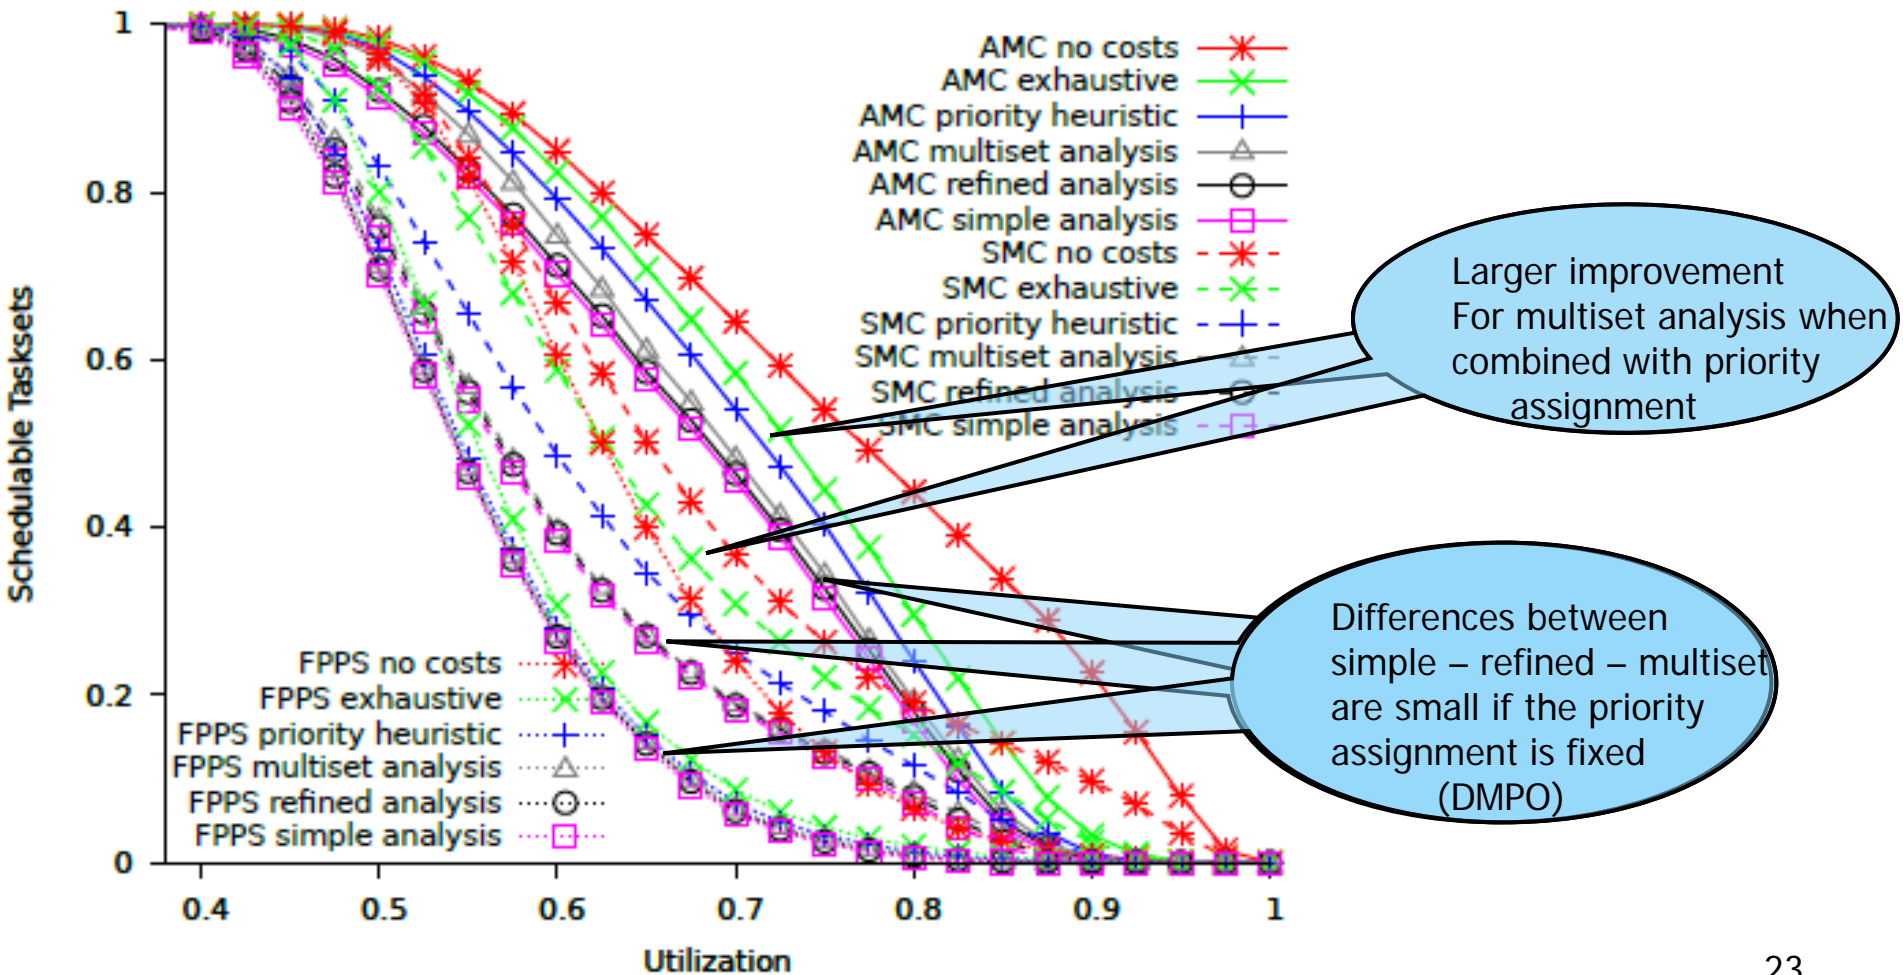 1
0.8
0.6
0.4
0.2
0
Schedulable Tasksets
AMC no costs
AMC exhaustive
AMC priority heuristic
AMC multiset analysis
AMC refined analysis
AMC simple analysis
SMC no costs
SMC exhaustive
SMC priority heuristic
SMC multiset analysis
SMC refined analysis
SMC simple analysis
FPPS no costs
FPPS exhaustive
FPPS priority heuristic
FPPS multiset analysis
FPPS refined analysis
FPPS simple analysis
Larger improvement
For multiset analysis when
combined with priority
assignment
Differences between
simple – refined – multiset
are small if the priority
assignment is fixed
(DMPO)
0.4 0.5 0.6 0.7 0.8 0.9 1
Utilization
23